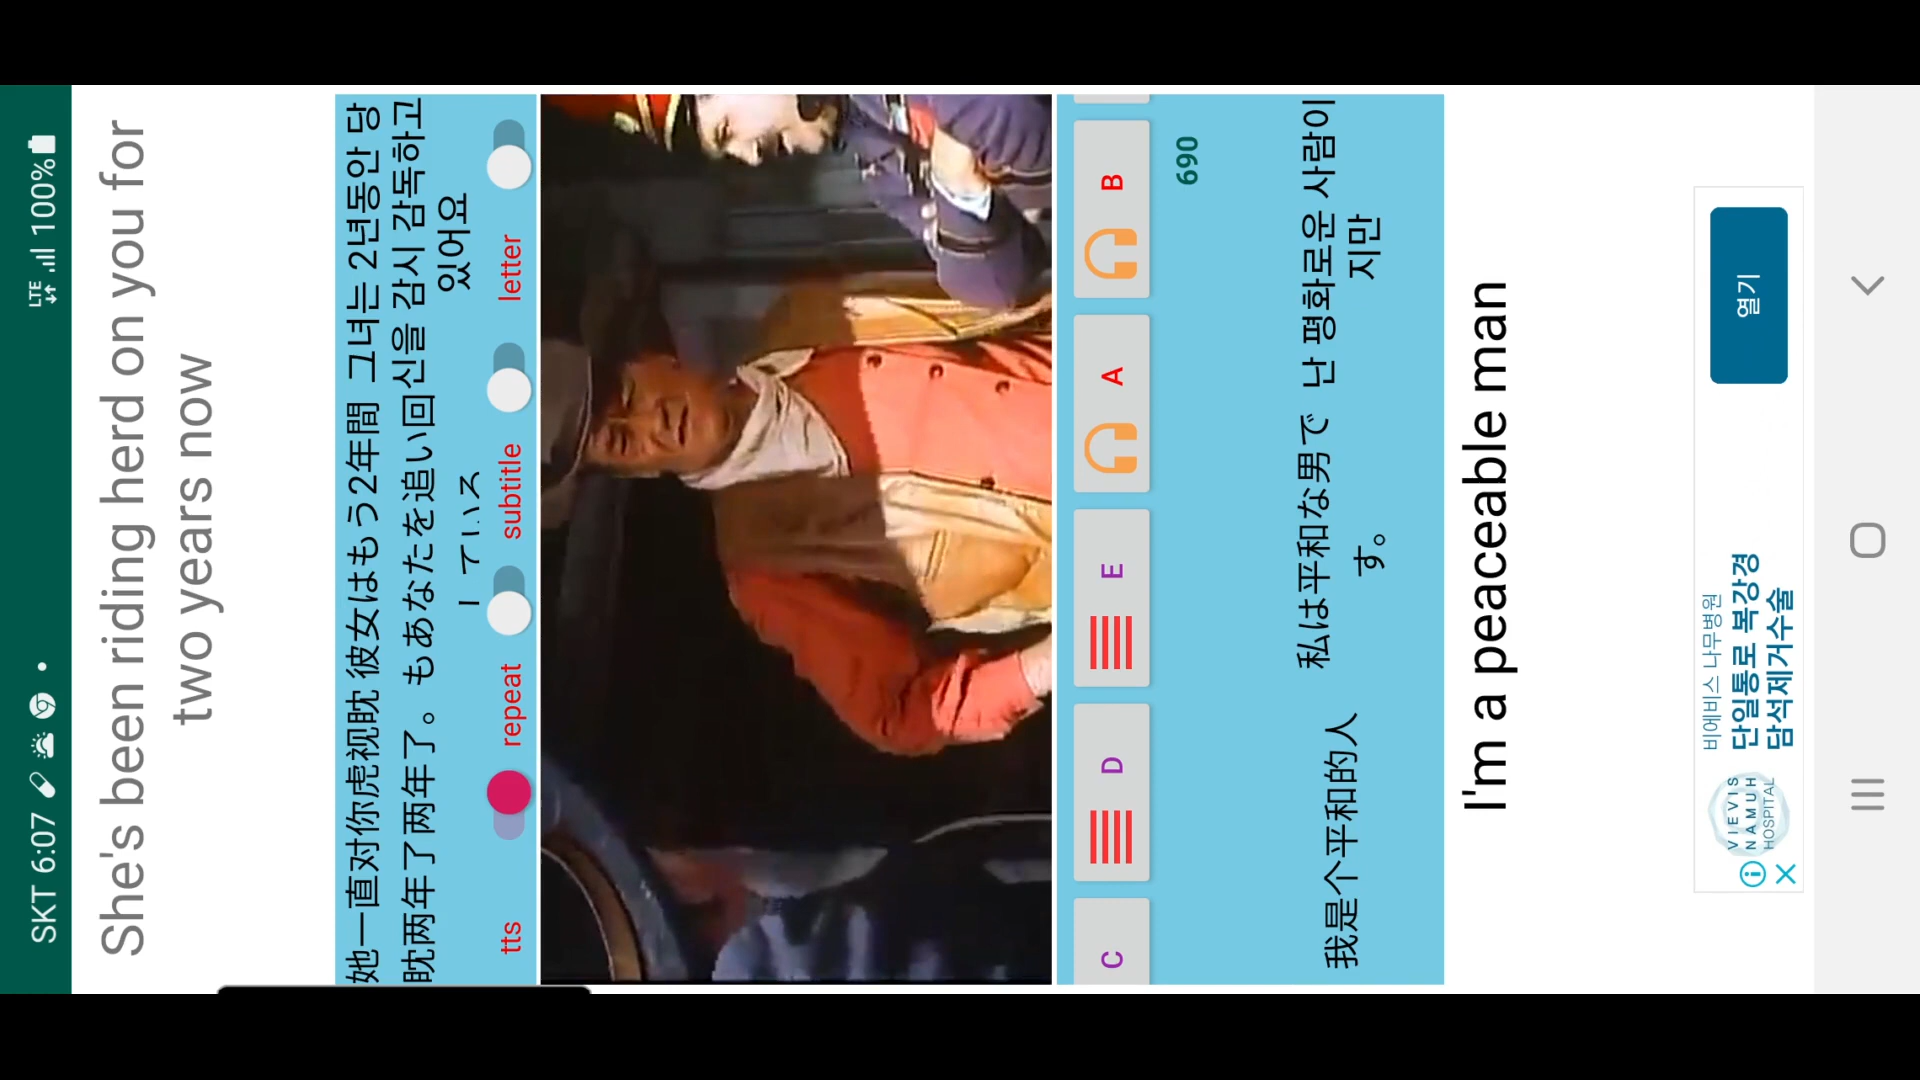 SKT 6:07
LTE
100%
She's been riding herd on you for
two years now
她一直对你虎视眈
眈两年了两年了。
彼女はもう2年間
もあなたを追い回
그녀는 2년동안 당
신을 감시 감독하고
있어요
tts
repeat
subtitle
letter
C
D
E
A
B
690
我是个平和的人
私は平和な男で
す。
난 평화로운 사람이
지만
I'm a peaceable man
VIEVIS
NAMUH
HOSPITAL
비에비스 나무병원
단일통로 복강경
담석제거수술
열기